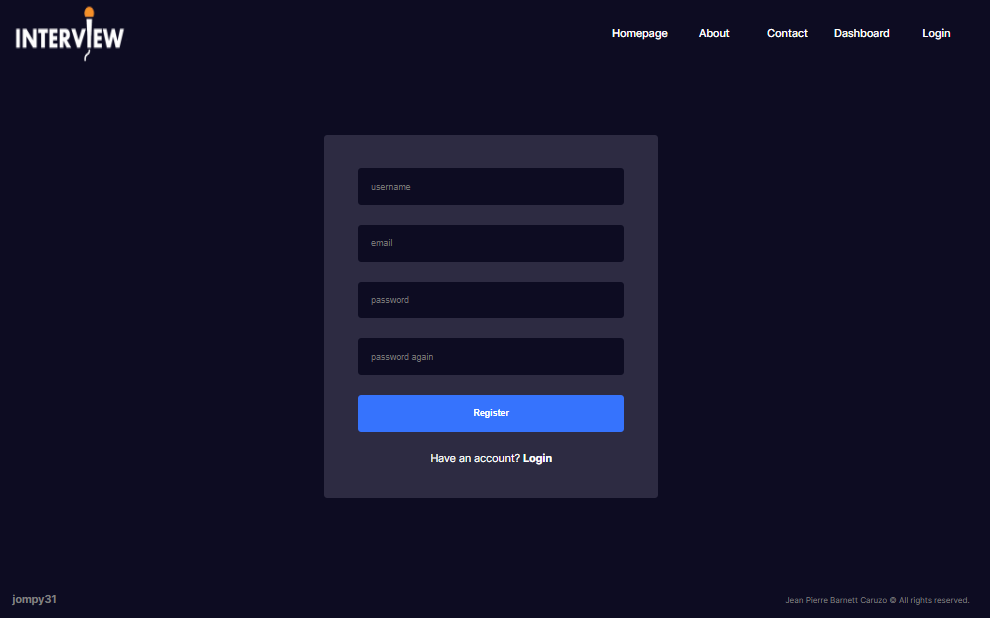 INTERVIEW
Homepage About Contact Dashboard Login
username
email
password
password again
Register
Have an account? Login
jompy31
Jean Pierre Barnett Caruzo © All rights reserved.